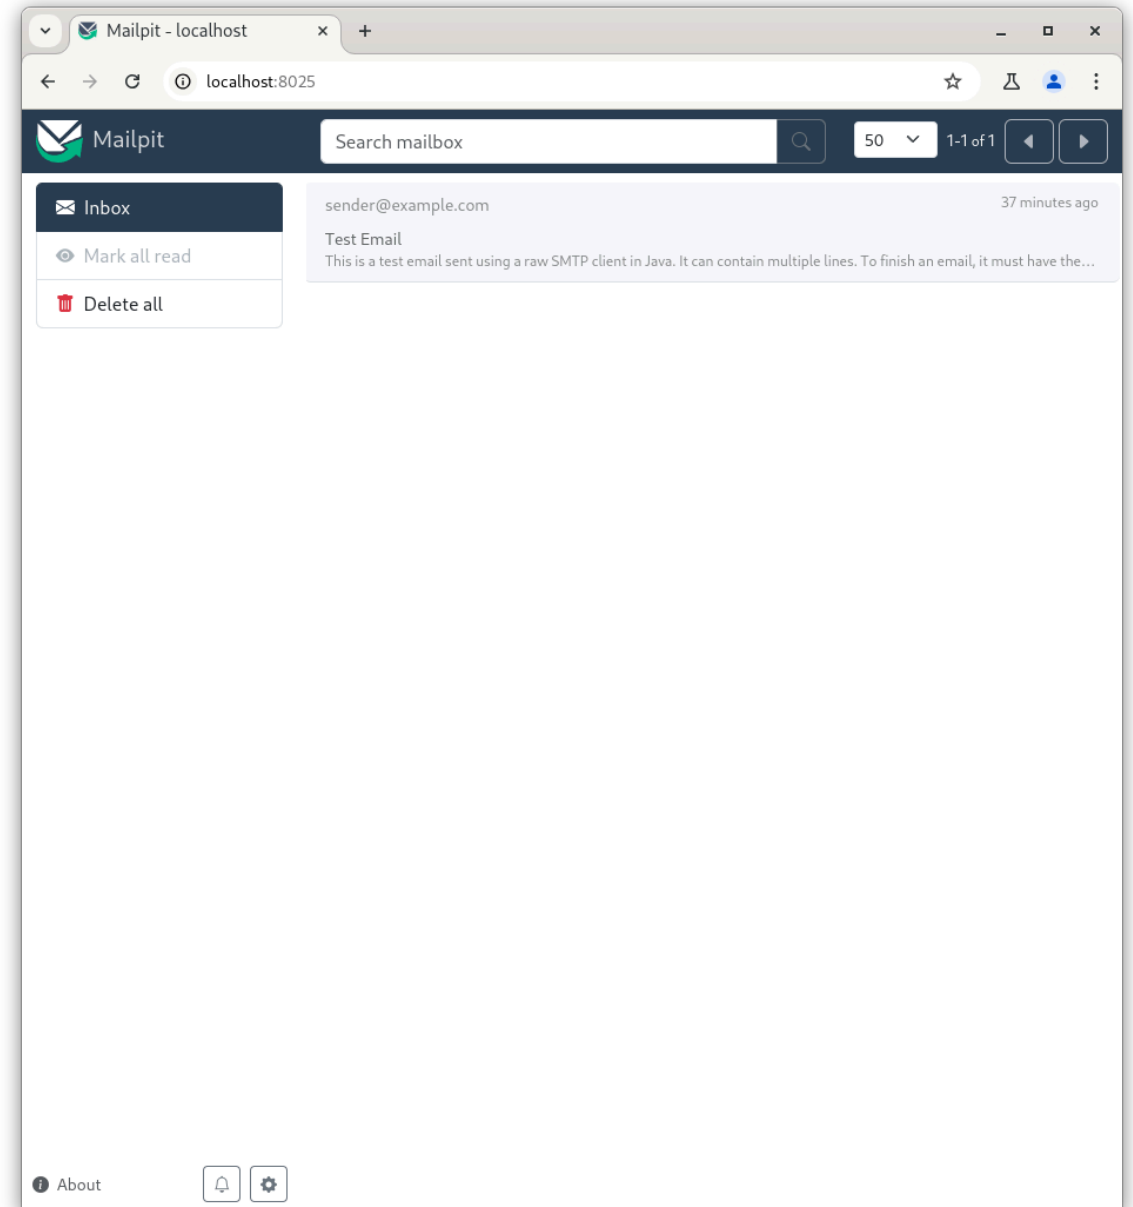 Mailpit - localhost
localhost:8025
Mailpit
Search mailbox
50
1-1 of 1
Inbox
Mark all read
Delete all
sender@example.com
37 minutes ago
Test Email
This is a test email sent using a raw SMTP client in Java. It can contain multiple lines. To finish an email, it must have the…
About